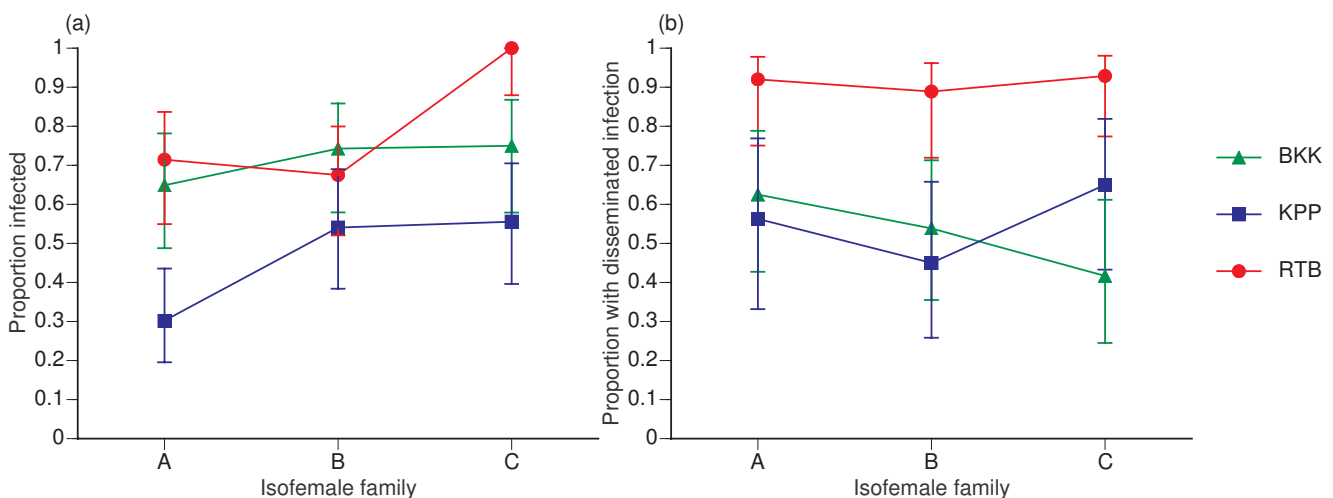 (a)
Proportion infected
1
0.9
0.8
0.7
0.6
0.5
0.4
0.3
0.2
0.1
0
A B C
Isofemale family
(b)
Proportion with disseminated infection
1
0.9
0.8
0.7
0.6
0.5
0.4
0.3
0.2
0.1
0
A B C
Isofemale family
BKK
KPP
RTB